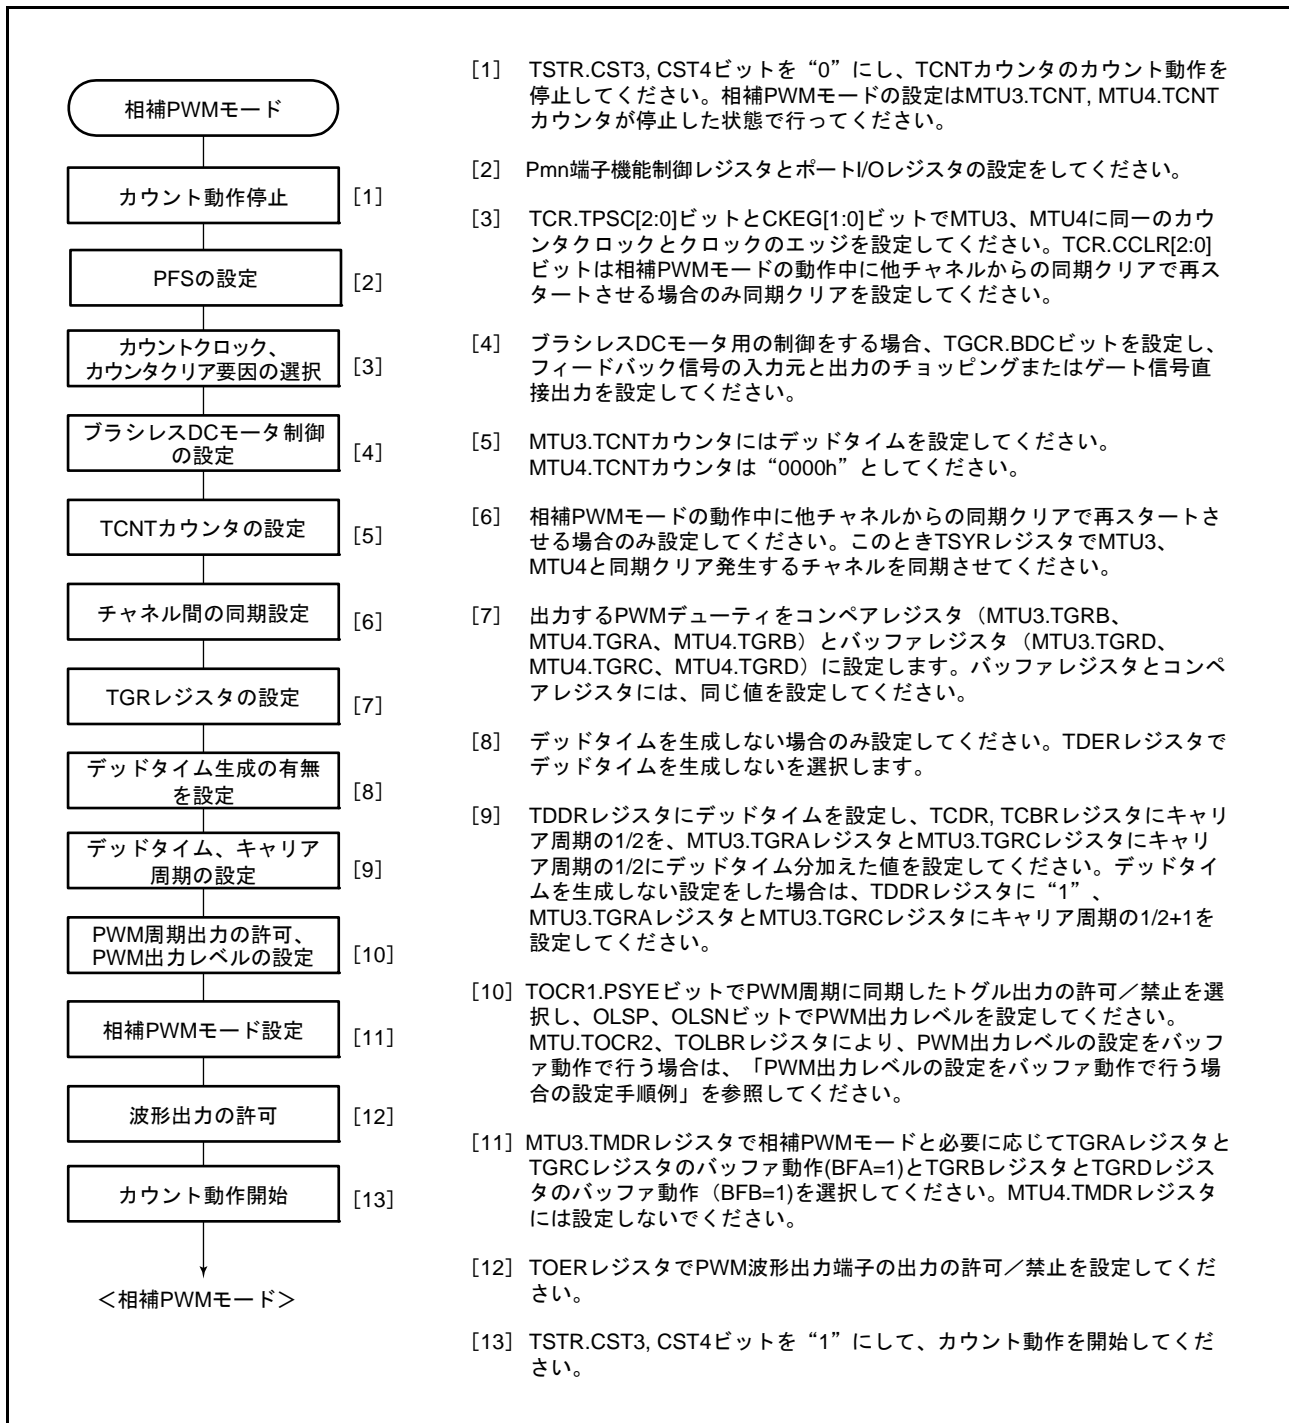 相補PWMモード
カウント動作停止
[1]
PFSの設定
[2]
カウントクロック、
カウンタクリア要因の選択
[3]
ブラシレスDCモータ制御
の設定
[4]
TCNTカウンタの設定
[5]
チャネル間の同期設定
[6]
TGRレジスタの設定
[7]
デッドタイム生成の有無
を設定
[8]
デッドタイム、キャリア
周期の設定
[9]
PWM周期出力の許可、
PWM出力レベルの設定
[10]
相補PWMモード設定
[11]
波形出力の許可
[12]
カウント動作開始
[13]
＜相補PWMモード＞
[1] TSTR.CST3, CST4ビットを“0”にし、TCNTカウンタのカウント動作を
停止してください。相補PWMモードの設定はMTU3.TCNT, MTU4.TCNT
カウンタが停止した状態で行ってください。
[2] Pmn端子機能制御レジスタとポートI/Oレジスタの設定をしてください。
[3] TCR.TPSC[2:0]ビットとCKEG[1:0]ビットでMTU3、MTU4に同一のカウ
ンタクロックとクロックのエッジを設定してください。TCR.CCLR[2:0]
ビットは相補PWMモードの動作中に他チャネルからの同期クリアで再ス
タートさせる場合のみ同期クリアを設定してください。
[4] ブラシレスDCモータ用の制御をする場合、TGCR.BDCビットを設定し、
フィードバック信号の入力元と出力のチョッピングまたはゲート信号直
接出力を設定してください。
[5] MTU3.TCNTカウンタにはデッドタイムを設定してください。
MTU4.TCNTカウンタは“0000h”としてください。
[6] 相補PWMモードの動作中に他チャネルからの同期クリアで再スタートさ
せる場合のみ設定してください。このときTSYRレジスタでMTU3、
MTU4と同期クリア発生するチャネルを同期させてください。
[7] 出力するPWMデューティをコンペアレジスタ（MTU3.TGRB、
MTU4.TGRA、MTU4.TGRB）とバッファレジスタ（MTU3.TGRD、
MTU4.TGRC、MTU4.TGRD）に設定します。バッファレジスタとコンペ
アレジスタには、同じ値を設定してください。
[8] デッドタイムを生成しない場合のみ設定してください。TDERレジスタで
デッドタイムを生成しないを選択します。
[9] TDDRレジスタにデッドタイムを設定し、TCDR, TCBRレジスタにキャリ
ア周期の1/2を、MTU3.TGRAレジスタとMTU3.TGRCレジスタにキャリ
ア周期の1/2にデッドタイム分加えた値を設定してください。デッドタイ
ムを生成しない設定をした場合は、TDDRレジスタに“1”、
MTU3.TGRAレジスタとMTU3.TGRCレジスタにキャリア周期の1/2+1を
設定してください。
[10] TOCR1.PSYEビットでPWM周期に同期したトグル出力の許可／禁止を選
択し、OLSP、OLSNビットでPWM出力レベルを設定してください。
MTU.TOCR2、TOLBRレジスタにより、PWM出力レベルの設定をバッフ
ァ動作で行う場合は、「PWM出力レベルの設定をバッファ動作で行う場
合の設定手順例」を参照してください。
[11] MTU3.TMDRレジスタで相補PWMモードと必要に応じてTGRAレジスタと
TGRCレジスタのバッファ動作(BFA=1)とTGRBレジスタとTGRDレジス
タのバッファ動作（BFB=1)を選択してください。MTU4.TMDRレジスタ
には設定しないでください。
[12] TOERレジスタでPWM波形出力端子の出力の許可／禁止を設定してくだ
さい。
[13] TSTR.CST3, CST4ビットを“1”にして、カウント動作を開始してくだ
さい。